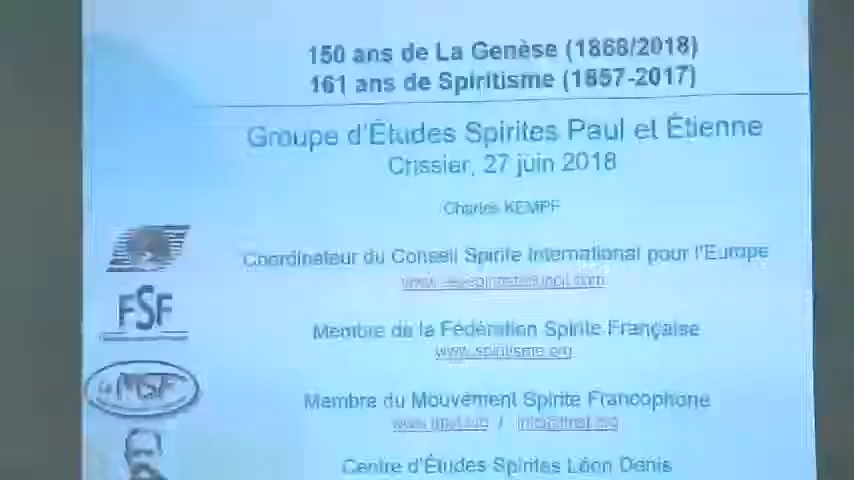 150 ans de La Genèse (1868/2018)
161 ans de Spiritisme (1857-2017)
Groupe d'Études Spirites Paul et Étienne
Crissier, 27 juin 2018
Charles KEMPF
Coordinateur du Conseil Spirite International pour l'Europe
Membre de la Fédération Spirite Française
www.spiritisme.org
FSF
Membre du Mouvement Spirite Francophone
MSF
Centre d'Études Spirites Léon Denis